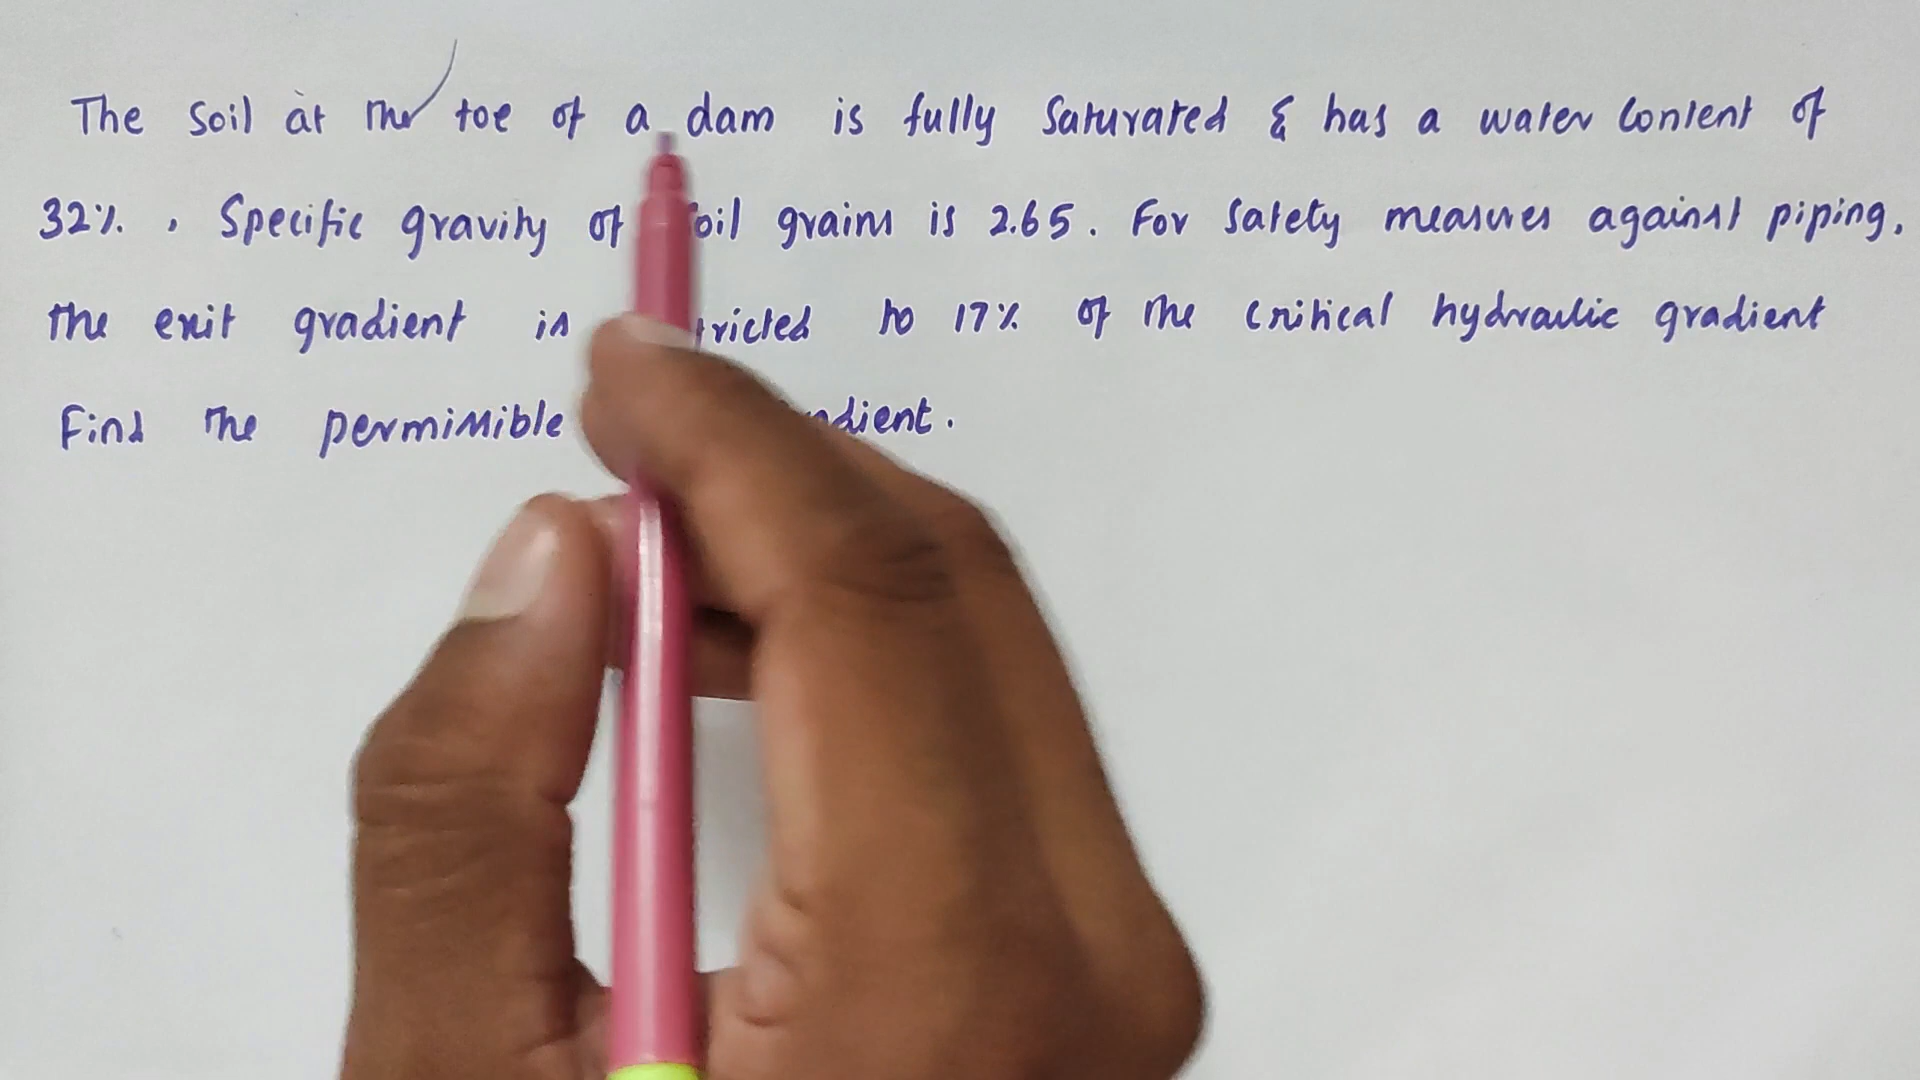 The soil at the toe of a dam is fully saturated & has a water content of
32%. , Specific gravity of oil grains is 2.65. For safety measures against piping,
the exit gradient is ricted to 17% of the critical hydraulic gradient
Find the permissible dient.